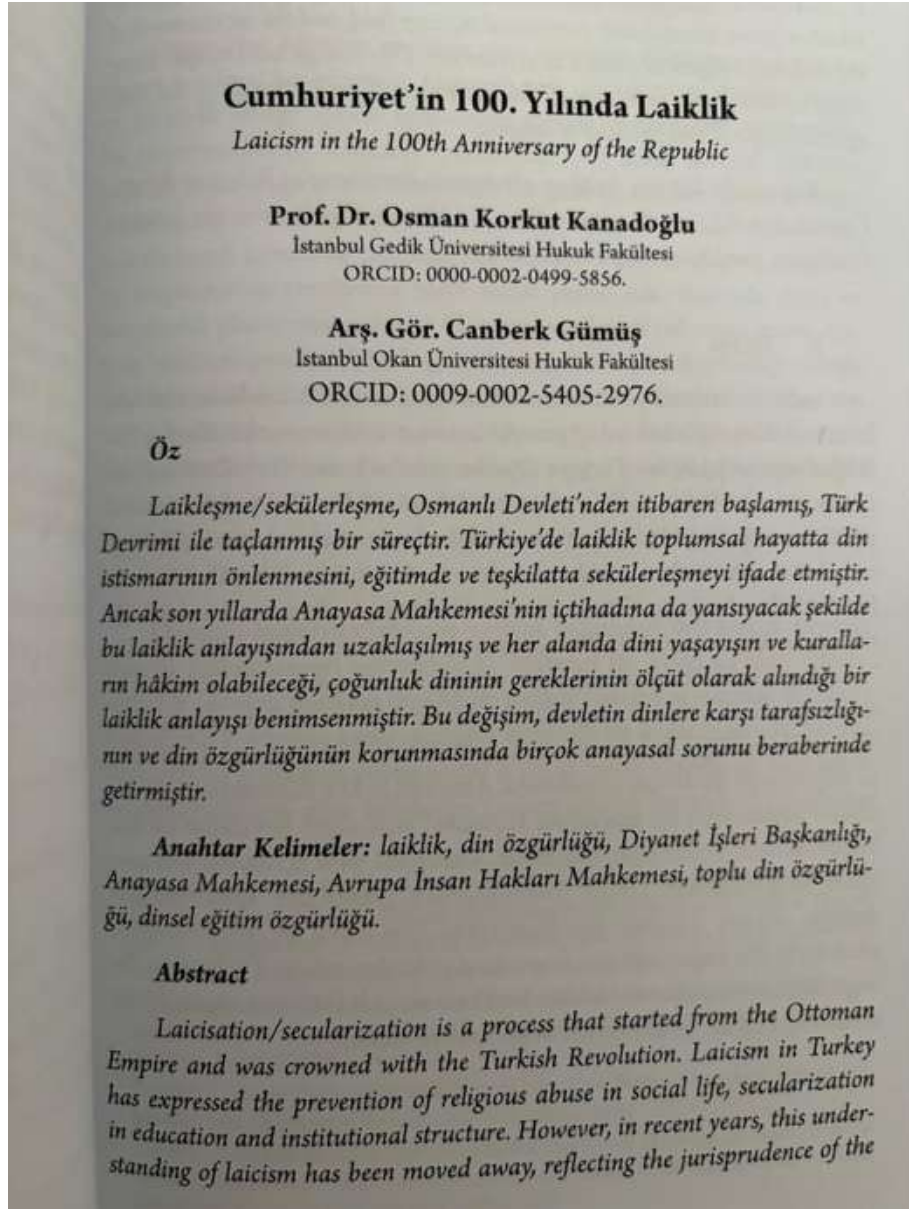 Cumhuriyet'in 100. Yılında Laiklik
Laicism in the 100th Anniversary of the Republic
Prof. Dr. Osman Korkut Kanadoğlu
İstanbul Gedik Üniversitesi Hukuk Fakültesi
ORCID: 0000-0002-0499-5856.
Arş. Gör. Canberk Gümüş
İstanbul Okan Üniversitesi Hukuk Fakültesi
ORCID: 0009-0002-5405-2976.
Öz
Laikleşme/sekülerleşme, Osmanlı Devleti'nden itibaren başlamış, Türk
Devrimi ile taçlanmış bir süreçtir. Türkiye'de laiklik toplumsal hayatta din
istismarının önlenmesini, eğitimde ve teşkilatta sekülerleşmeyi ifade etmiştir.
Ancak son yıllarda Anayasa Mahkemesi'nin içtihadına da yansıyacak şekilde
bu laiklik anlayışından uzaklaşılmış ve her alanda dini yaşayışın ve kuralla-
rın hâkim olabileceği, çoğunluk dininin gereklerinin ölçüt olarak alındığı bir
laiklik anlayışı benimsenmiştir. Bu değişim, devletin dinlere karşı tarafsızlığı-
nın ve din özgürlüğünün korunmasında birçok anayasal sorunu beraberinde
getirmiştir.
Anahtar Kelimeler: laiklik, din özgürlüğü, Diyanet İşleri Başkanlığı,
Anayasa Mahkemesi, Avrupa İnsan Hakları Mahkemesi, toplu din özgürlü-
ğü, dinsel eğitim özgürlüğü.
Abstract
Laicisation/secularization is a process that started from the Ottoman
Empire and was crowned with the Turkish Revolution. Laicism in Turkey
has expressed the prevention of religious abuse in social life, secularization
in education and institutional structure. However, in recent years, this under-
standing of laicism has been moved away, reflecting the jurisprudence of the